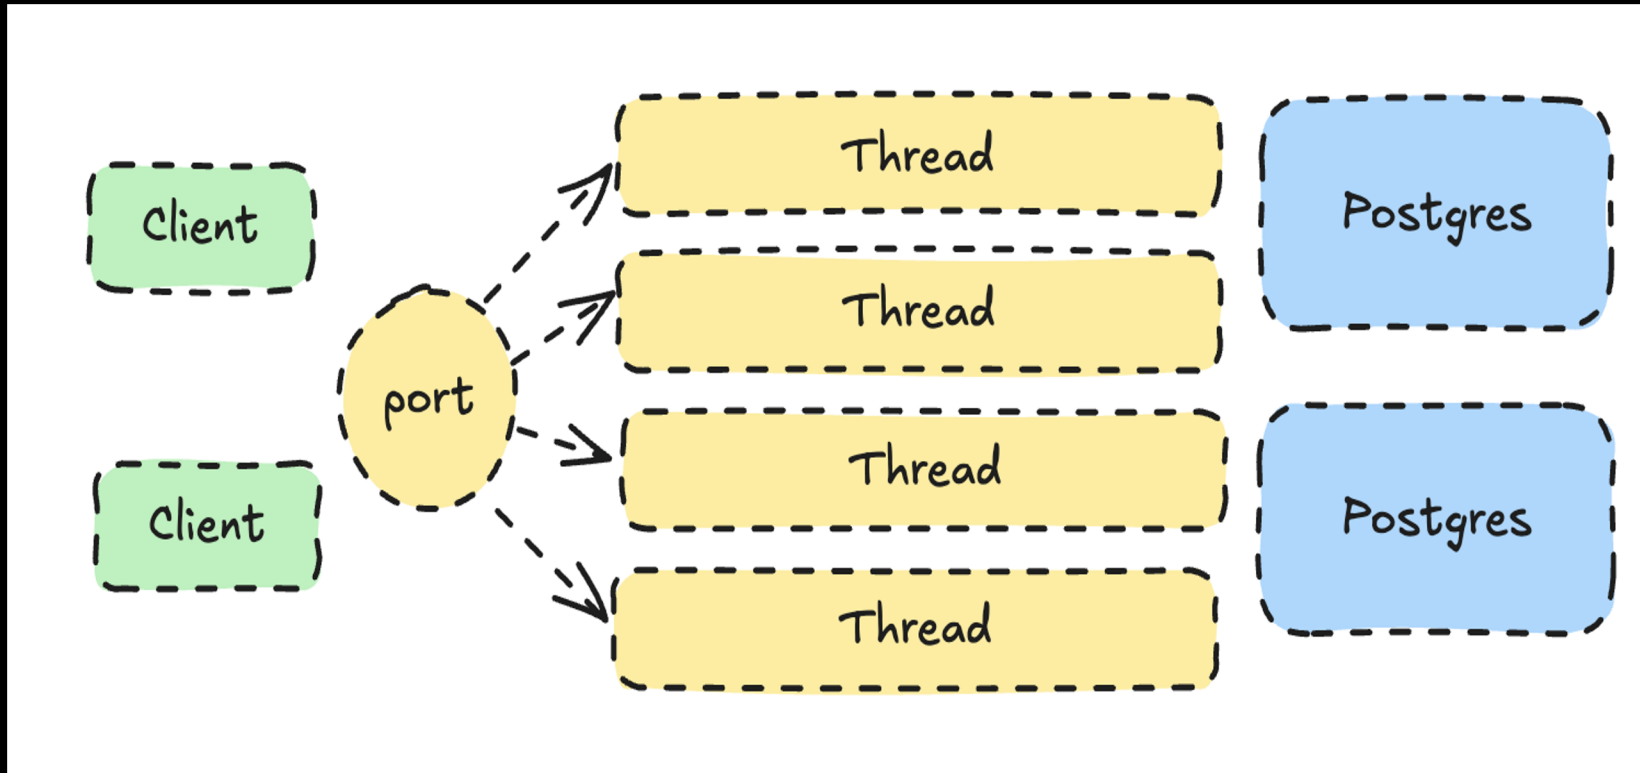 Client
Client
port
Thread
Thread
Thread
Thread
Postgres
Postgres